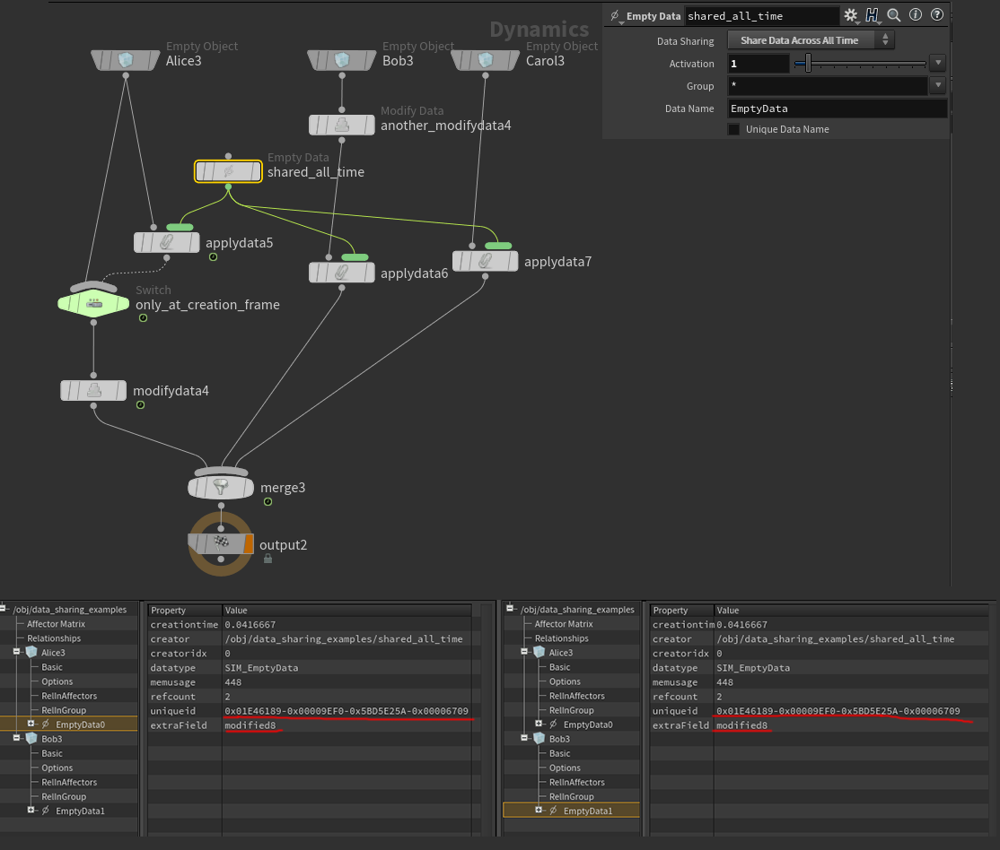 Dynamics
Empty Data
shared_all_time
Data Sharing
Share Data Across All Time
Activation
1
Group
*
Data Name
EmptyData
Unique Data Name
Empty Object
Alice3
Empty Object
Bob3
Empty Object
Carol3
Modify Data
another_modifydata4
Empty Data
shared_all_time
applydata5
applydata6
applydata7
Switch
only_at_creation_frame
modifydata4
merge3
output2
/obj/data_sharing_examples
Affector Matrix
Relationships
Alice3
Basic
Options
RelInAffectors
RelInGroup
EmptyData0
Bob3
Basic
Options
RelInAffectors
RelInGroup
EmptyData1
Property Value
creationtime 0.0416667
creator /obj/data_sharing_examples/shared_all_time
creatoridx 0
datatype SIM_EmptyData
memusage 448
refcount 2
uniqueid 0x01E46189-0x00009EF0-0x5BD5E25A-0x00006709
extraField modified8
/obj/data_sharing_examples
Affector Matrix
Relationships
Alice3
Basic
Options
RelInAffectors
RelInGroup
EmptyData0
Bob3
Basic
Options
RelInAffectors
RelInGroup
EmptyData1
Property Value
creationtim 0.0416667
creator /obj/data_sharing_examples/shared_all_time
creatoridx 0
datatype SIM_EmptyData
memusage 448
refcount 2
uniqueid 0x01E46189-0x00009EF0-0x5BD5E25A-0x00006709
extraField modified8